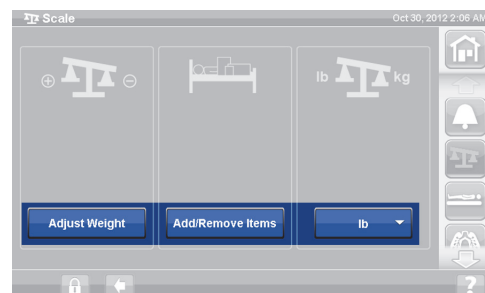 Scale
Oct 30, 2012 2:06 AM
lb kg
Adjust Weight
Add/Remove Items
lb
?